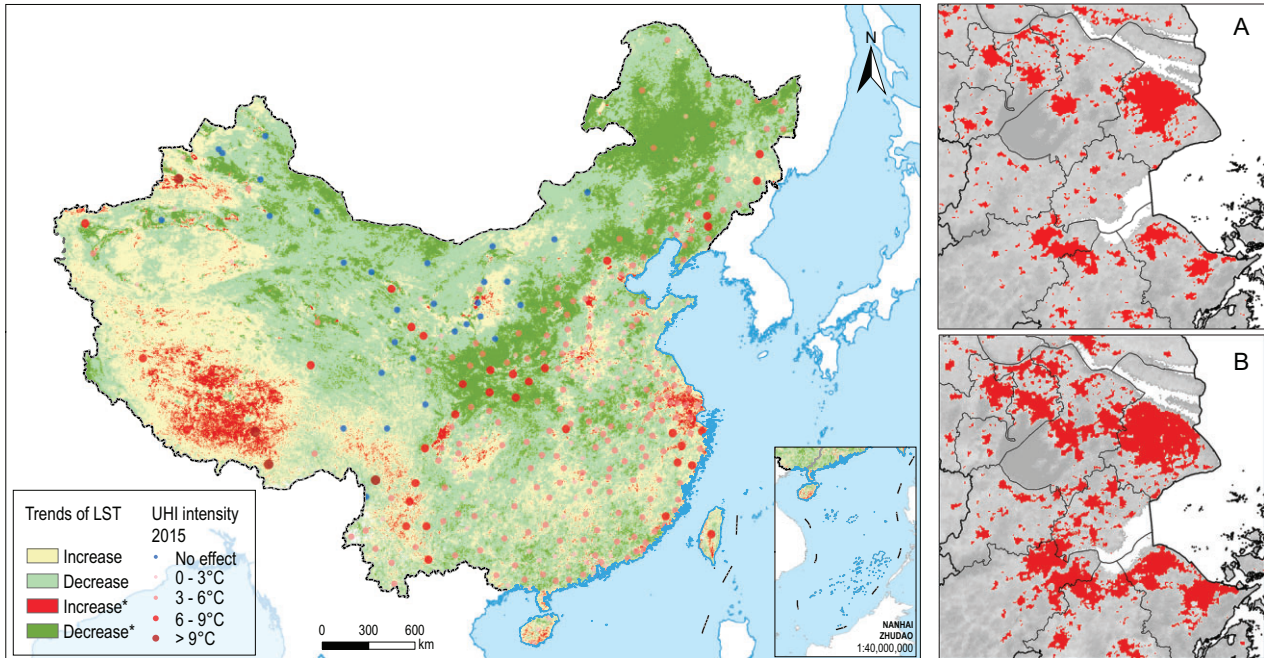 N
A
B
Trends of LST
UHI intensity
2015
Increase
Decrease
Increase*
Decrease*
No effect
0 - 3°C
3 - 6°C
6 - 9°C
> 9°C
0 300 600
km
NANHAI
ZHUDAO
1:40,000,000